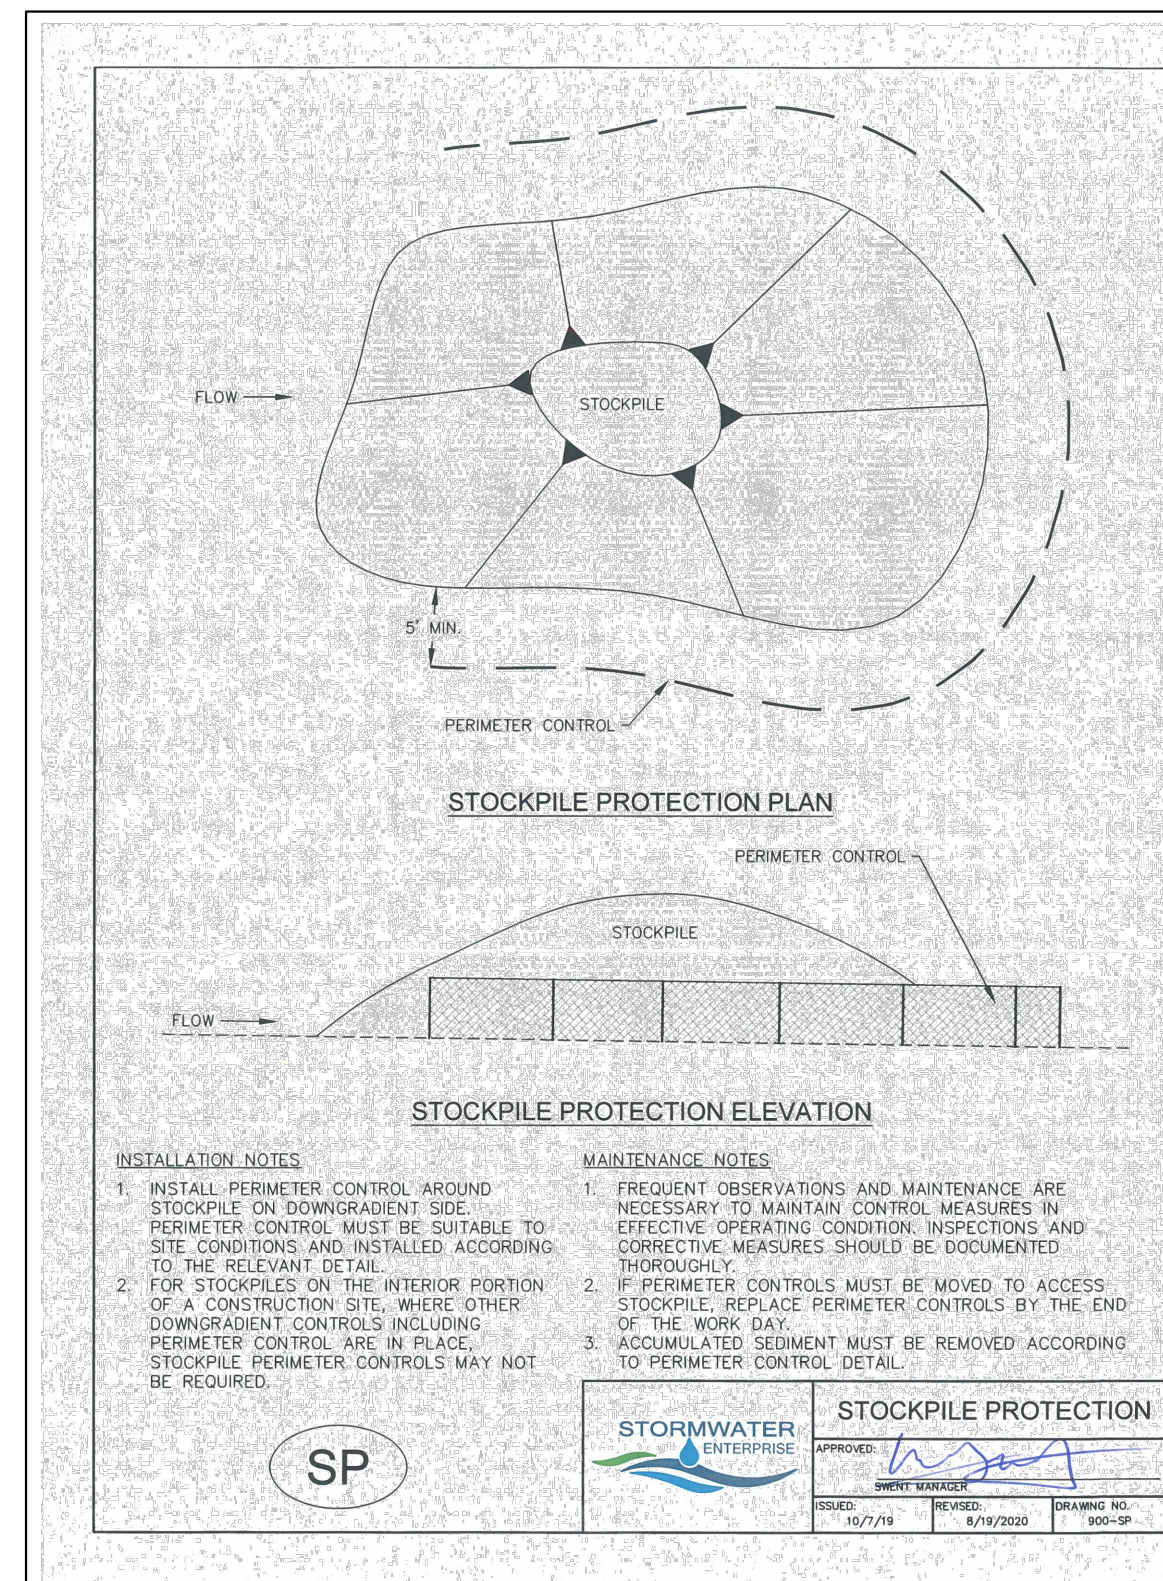 FLOW
STOCKPILE
5' MIN.
PERIMETER CONTROL
STOCKPILE PROTECTION PLAN
PERIMETER CONTROL
STOCKPILE
FLOW
STOCKPILE PROTECTION ELEVATION
INSTALLATION NOTES
1. INSTALL PERIMETER CONTROL AROUND
STOCKPILE ON DOWNGRADIENT SIDE.
PERIMETER CONTROL MUST BE SUITABLE TO
SITE CONDITIONS AND INSTALLED ACCORDING
TO THE RELEVANT DETAIL.
2. FOR STOCKPILES ON THE INTERIOR PORTION
OF A CONSTRUCTION SITE, WHERE OTHER
DOWNGRADIENT CONTROLS INCLUDING
PERIMETER CONTROL ARE IN PLACE,
STOCKPILE PERIMETER CONTROLS MAY NOT
BE REQUIRED.
MAINTENANCE NOTES
1. FREQUENT OBSERVATIONS AND MAINTENANCE ARE
NECESSARY TO MAINTAIN CONTROL MEASURES IN
EFFECTIVE OPERATING CONDITION. INSPECTIONS AND
CORRECTIVE MEASURES SHOULD BE DOCUMENTED
THOROUGHLY.
2. IF PERIMETER CONTROLS MUST BE MOVED TO ACCESS
STOCKPILE, REPLACE PERIMETER CONTROLS BY THE END
OF THE WORK DAY.
3. ACCUMULATED SEDIMENT MUST BE REMOVED ACCORDING
TO PERIMETER CONTROL DETAIL.
SP
STORMWATER
ENTERPRISE
STOCKPILE PROTECTION
APPROVED:
SWENT MANAGER
ISSUED:
10/7/19
REVISED:
8/19/2020
DRAWING NO.
900-SP